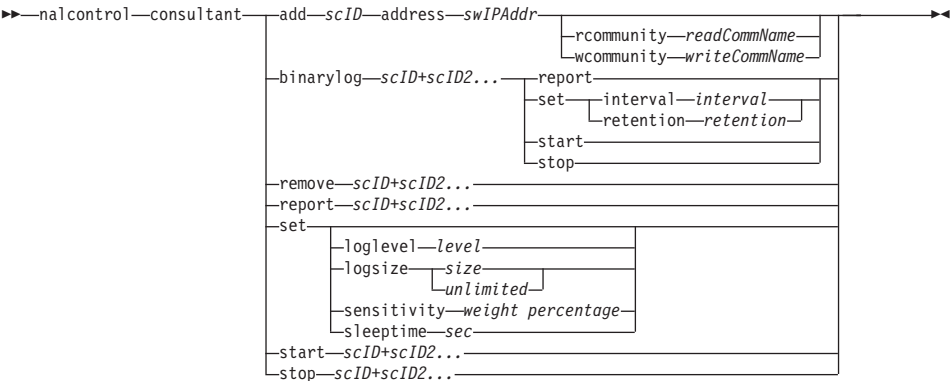 nalcontrol consultant add scID address swIPAddr
rcommunity readCommName
wcommunity writeCommName
binarylog scID+scID2... report
set interval interval
retention retention
start
stop
remove scID+scID2...
report scID+scID2...
set
loglevel level
logsize size
unlimited
sensitivity weight percentage
sleeptime sec
start scID+scID2...
stop scID+scID2...